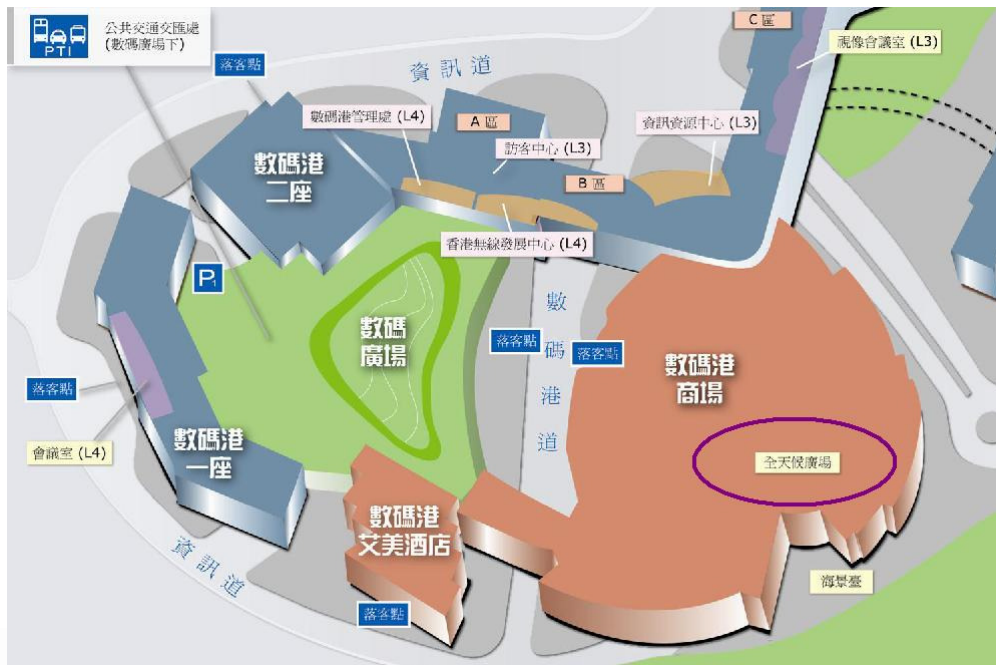 PTI
公共交通交匯處
(數碼廣場下)
落客點
資訊道
C 區
視像會議室 (L3)
數碼港管理處 (L4)
A 區
訪客中心 (L3)
資訊資源中心 (L3)
數碼港
二座
B 區
香港無線發展中心 (L4)
P1
數碼
廣場
數碼港道
落客點
落客點
數碼港
商場
落客點
會議室 (L4)
數碼港
一座
全天候廣場
數碼港
艾美酒店
資訊道
海景臺
落客點